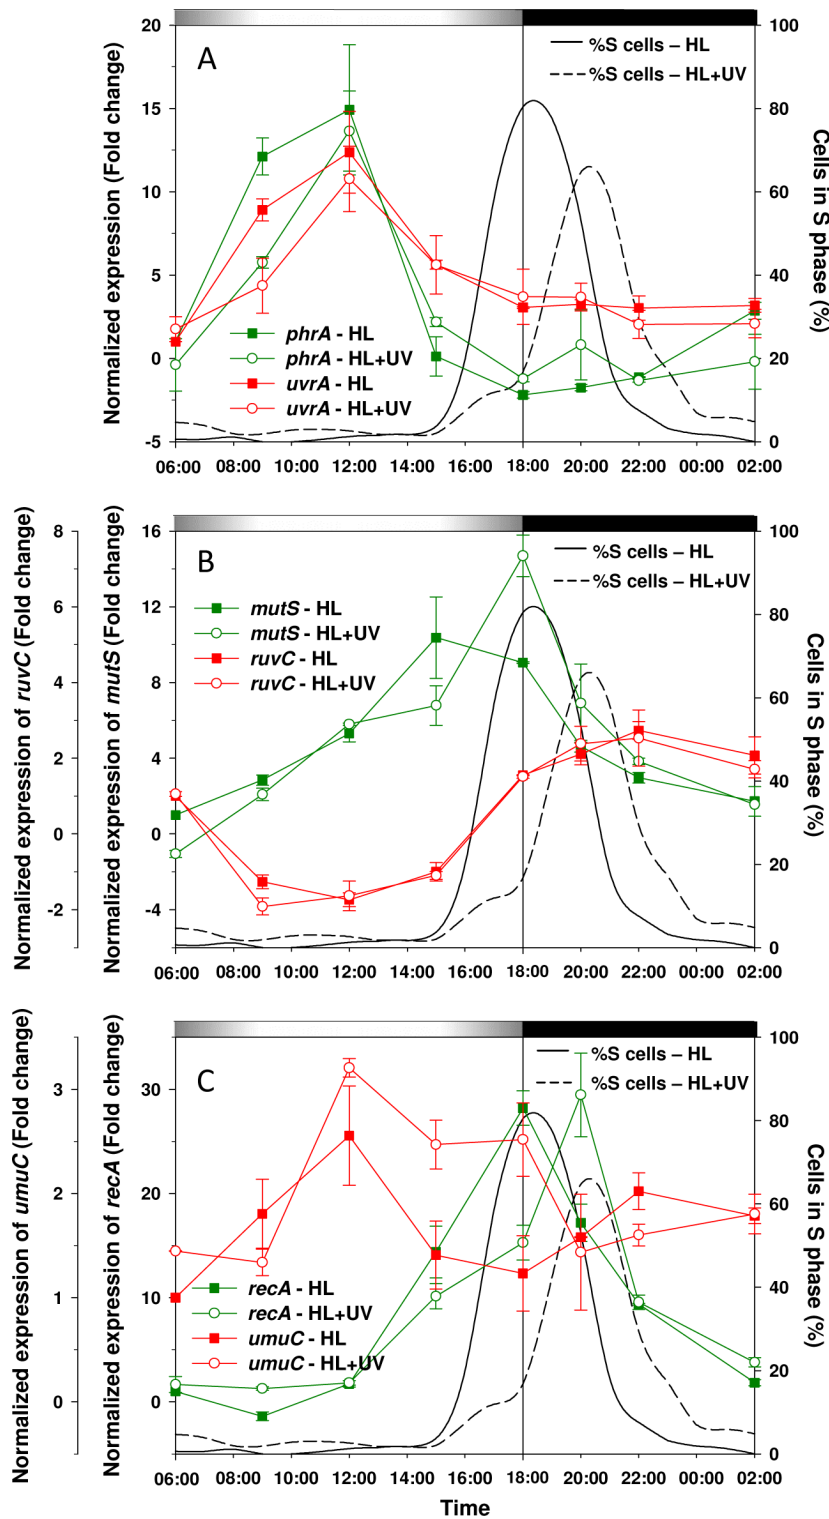 A
%S cells – HL
%S cells – HL+UV
phrA - HL
phrA - HL+UV
uvrA - HL
uvrA - HL+UV
Normalized expression (Fold change)
20
15
10
5
0
-5
Cells in S phase (%)
100
80
60
40
20
0
06:00 08:00 10:00 12:00 14:00 16:00 18:00 20:00 22:00 00:00 02:00
B
%S cells – HL
%S cells – HL+UV
mutS - HL
mutS - HL+UV
ruvC - HL
ruvC - HL+UV
Normalized expression of ruvC (Fold change)
8
6
4
2
0
-2
Normalized expression of mutS (Fold change)
16
12
8
4
0
-4
Cells in S phase (%)
100
80
60
40
20
0
06:00 08:00 10:00 12:00 14:00 16:00 18:00 20:00 22:00 00:00 02:00
C
%S cells – HL
%S cells – HL+UV
recA - HL
recA - HL+UV
umuC - HL
umuC - HL+UV
Normalized expression of umuC (Fold change)
3
2
1
0
Normalized expression of recA (Fold change)
30
20
10
0
Cells in S phase (%)
100
80
60
40
20
0
06:00 08:00 10:00 12:00 14:00 16:00 18:00 20:00 22:00 00:00 02:00
Time